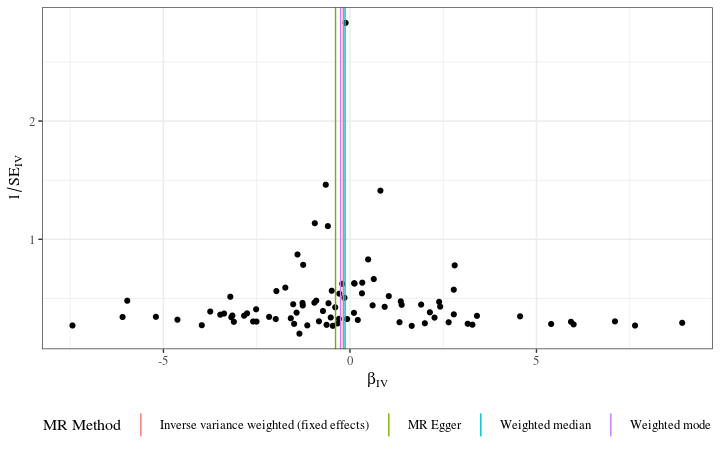 2
1
1/SE_IV
-5 0 5
β_IV
MR Method Inverse variance weighted (fixed effects) MR Egger Weighted median Weighted mode